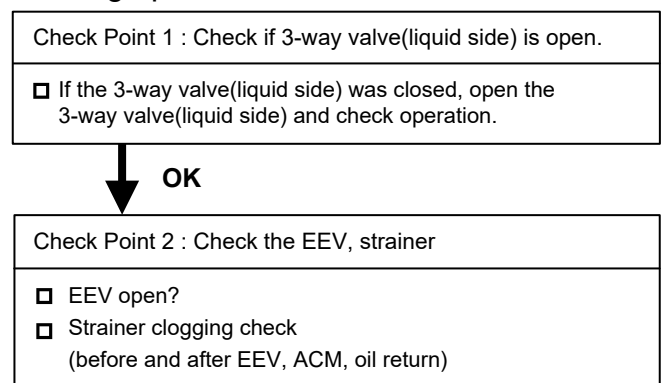 Check Point 1 : Check if 3-way valve(liquid side) is open.
If the 3-way valve(liquid side) was closed, open the
3-way valve(liquid side) and check operation.
OK
Check Point 2 : Check the EEV, strainer
EEV open?
Strainer clogging check
(before and after EEV, ACM, oil return)